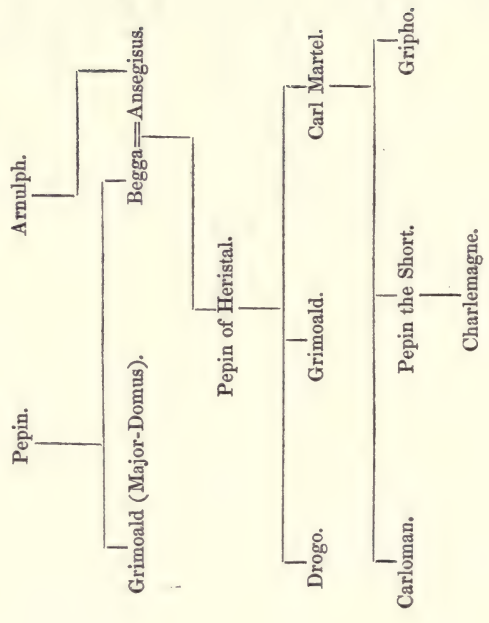 Pepin. Arnulph.
Grimoald (Major-Domus). Begga══Ansegisus.
Pepin of Heristal.
Drogo. Grimoald. Carl Martel.
Carloman. Pepin the Short. Gripho.
Charlemagne.